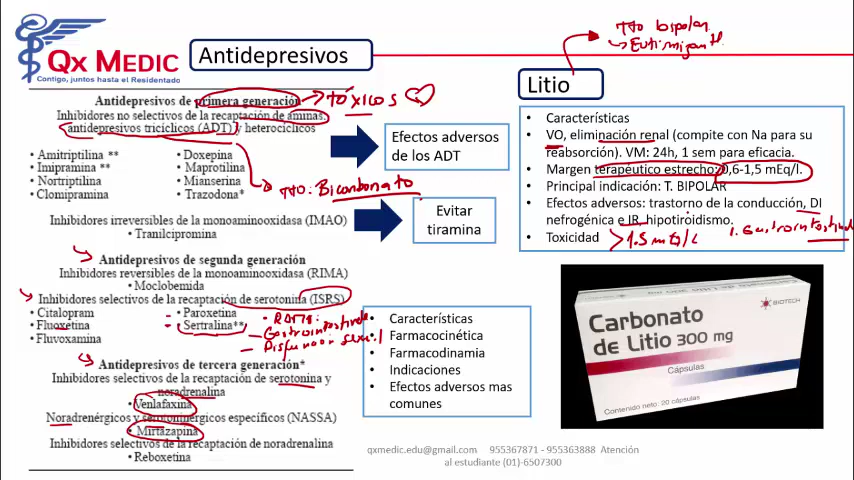 Qx MEDIC
Contigo, juntos hasta el Residentado
Antidepresivos
Antidepresivos de primera generación
Inhibidores no selectivos de la recaptación de aminas:
antidepresivos tricíclicos (ADT) y heterocíclicos
• Amitriptilina **
• Imipramina **
• Nortriptilina
• Clomipramina
• Doxepina
• Maprotilina
• Mianserina
• Trazodona*
Inhibidores irreversibles de la monoaminooxidasa (IMAO)
• Tranilcipromina
Antidepresivos de segunda generación
Inhibidores reversibles de la monoaminooxidasa (RIMA)
• Moclobemida
Inhibidores selectivos de la recaptación de serotonina (ISRS)
• Citalopram
• Fluoxetina
• Fluvoxamina
• Paroxetina
• Sertralina**
Antidepresivos de tercera generación*
Inhibidores selectivos de la recaptación de serotonina y
noradrenalina
• Venlafaxina
Noradrenérgicos y serotoninérgicos específicos (NASSA)
• Mirtazapina
Inhibidores selectivos de la recaptación de noradrenalina
• Reboxetina
TÓXICOS
TTO: Bicarbonato
• RAMS:
Gastrointestinale
Disfunción sexual
Efectos adversos
de los ADT
Evitar
tiramina
• Características
• Farmacocinética
• Farmacodinamia
• Indicaciones
• Efectos adversos mas
comunes
TTO bipolar
Litio
• Características
• VO, eliminación renal (compite con Na para su
reabsorción). VM: 24h, 1 sem para eficacia.
• Margen terapéutico estrecho: 0,6-1,5 mEq/l.
• Principal indicación: T. BIPOLAR
• Efectos adversos: trastorno de la conducción, DI
nefrogénica e IR, hipotiroidismo.
• Toxicidad
>1.5 mEq/L
1. Gastrointestinal
BIOTECH
Carbonato
de Litio 300 mg
Cápsulas
Contenido neto: 20 cápsulas
qxmedic.edu@gmail.com 955367871 - 955363888 Atención
al estudiante (01)-6507300